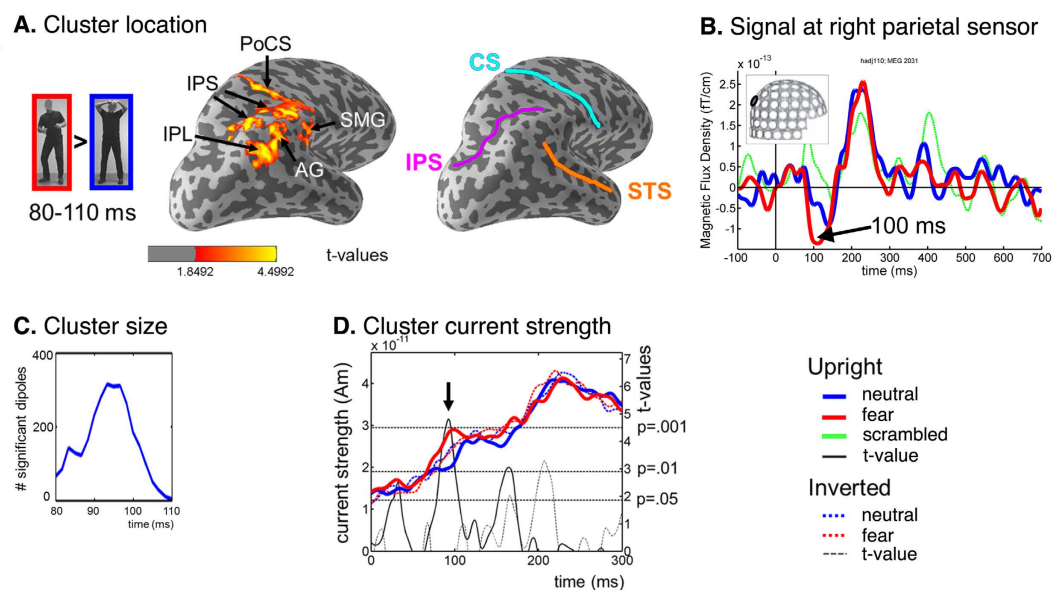 A. Cluster location
PoCS
IPS
SMG
IPL
AG
>
80-110 ms
1.8492
4.4992
t-values
CS
IPS
STS
B. Signal at right parietal sensor
x 10⁻¹³
hadj110; MEG 2031
Magnetic Flux Density (fT/cm)
2.5
2
1.5
1
0.5
0
-0.5
-1
100 ms
-100
0
100
200
300
400
500
600
700
time (ms)
C. Cluster size
# significant dipoles
400
200
0
80
90
100
110
time (ms)
D. Cluster current strength
x 10⁻¹¹
current strength (Am)
4
3
2
1
0
0
100
200
300
time (ms)
7
6
5
4
3
2
1
0
t-values
p=.001
p=.01
p=.05
Upright
neutral
fear
scrambled
t-value
Inverted
neutral
fear
t-value